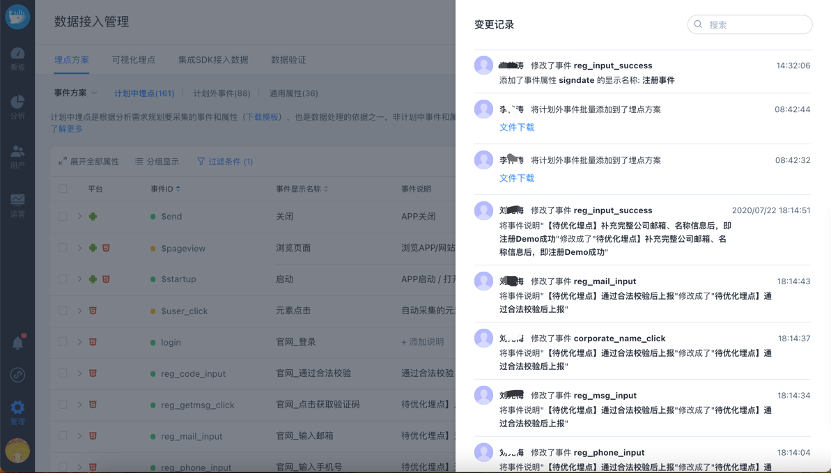 数据接入管理
埋点方案 可视化埋点 集成SDK接入数据 数据验证
看板
事件方案 计划中埋点(161) 计划外事件(88) 通用属性(36)
计划中埋点是根据分析需求规划要采集的事件和属性（下载模板）、也是数据处理的依据之一，非计划中事件和属
了解更多
分析
展开全部属性 分组显示 过滤条件 (1)
用户
平台 事件ID 事件显示名称 事件说明
运营
$end 关闭 APP关闭
$pageview 浏览页面 浏览APP/网站
$startup 启动 APP启动 / 打开
$user_click 元素点击 自动采集的元
login 官网_登录 + 添加说明
reg_code_input 官网_通过合法校验 通过合法校验
reg_getmsg_click 官网_点击获取验证码 待优化埋点】
管理
reg_mail_input 官网_输入邮箱 待优化埋点】
reg_phone_input 官网_输入手机号 待优化埋点】
变更记录
搜索
修改了事件 reg_input_success 14:32:06
添加了事件属性 signdate 的显示名称: 注册事件
将计划外事件批量添加到了埋点方案 08:42:44
文件下载
将计划外事件批量添加到了埋点方案 08:42:32
文件下载
修改了事件 reg_input_success 2020/07/22 18:14:51
将事件说明"【待优化埋点】补充完整公司邮箱、名称信息后，即
注册Demo成功"修改成了"待优化埋点】补充完整公司邮箱、名
称信息后，即注册Demo成功"
修改了事件 reg_mail_input 18:14:43
将事件说明"【待优化埋点】通过合法校验后上报"修改成了"待优化埋点】通
过合法校验后上报"
修改了事件 corporate_name_click 18:14:37
将事件说明"【待优化埋点】通过合法校验后上报"修改成了"待优化埋点】通
过合法校验后上报"
修改了事件 reg_msg_input 18:14:34
将事件说明"【待优化埋点】通过合法校验后上报"修改成了"待优化埋点】通
过合法校验后上报"
修改了事件 reg_phone_input 18:14:04
将事件说明"【待优化埋点】通过合法校验后上报"修改成了"待优化埋点】通